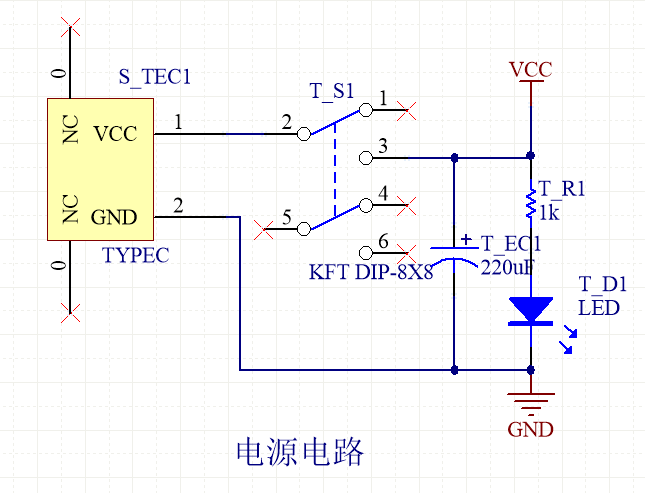 0
S_TEC1
NC
VCC
1
NC
GND
2
0
TYPEC
T_S1
1
2
3
4
5
6
KFT DIP-8X8
VCC
T_R1
1k
T_EC1
220uF
T_D1
LED
GND
电源电路